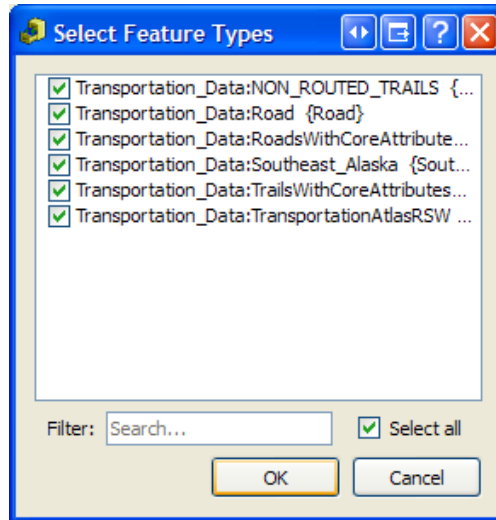 Select Feature Types
Transportation_Data:NON_ROUTED_TRAILS {...
Transportation_Data:Road {Road}
Transportation_Data:RoadsWithCoreAttribute...
Transportation_Data:Southeast_Alaska {Sout...
Transportation_Data:TrailsWithCoreAttributes...
Transportation_Data:TransportationAtlasRSW ...
Filter: Search... Select all
OK Cancel